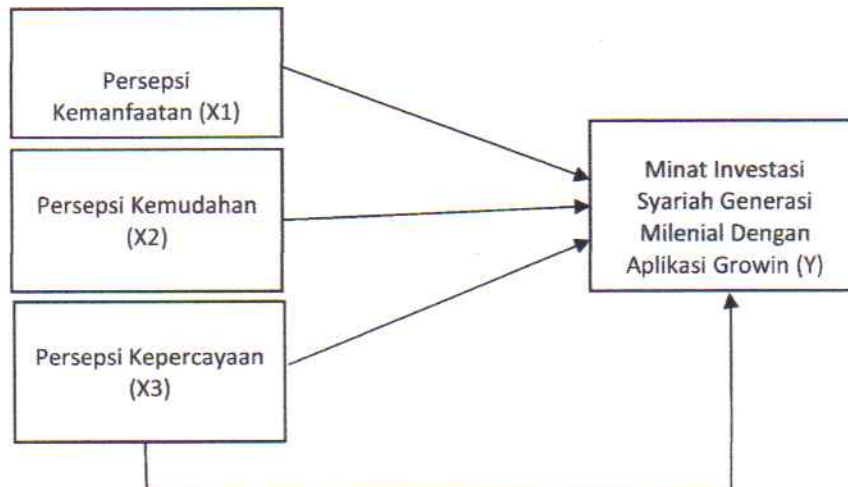 Persepsi
Kemanfaatan (X1)
Persepsi Kemudahan
(X2)
Persepsi Kepercayaan
(X3)
Minat Investasi
Syariah Generasi
Milenial Dengan
Aplikasi Growin (Y)